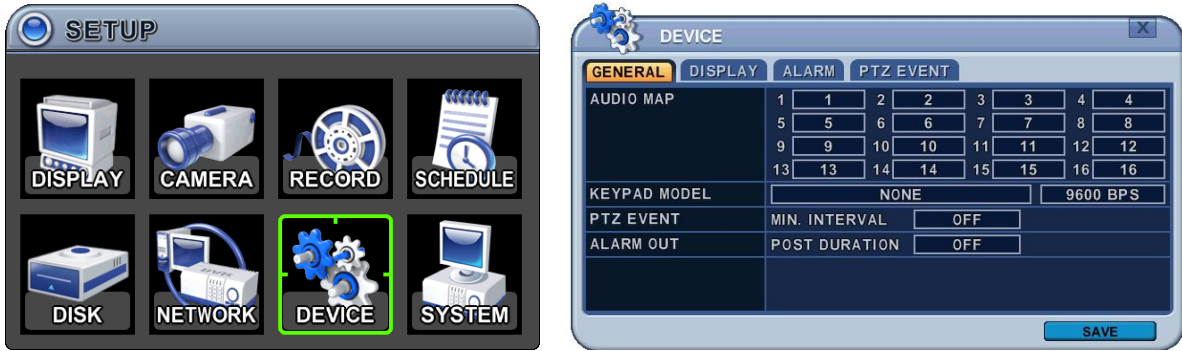 SETUP
DISPLAY CAMERA RECORD SCHEDULE
DISK NETWORK DEVICE SYSTEM
DEVICE X
GENERAL DISPLAY ALARM PTZ EVENT
AUDIO MAP 1 1 2 2 3 3 4 4
5 5 6 6 7 7 8 8
9 9 10 10 11 11 12 12
13 13 14 14 15 15 16 16
KEYPAD MODEL NONE 9600 BPS
PTZ EVENT MIN. INTERVAL OFF
ALARM OUT POST DURATION OFF
SAVE